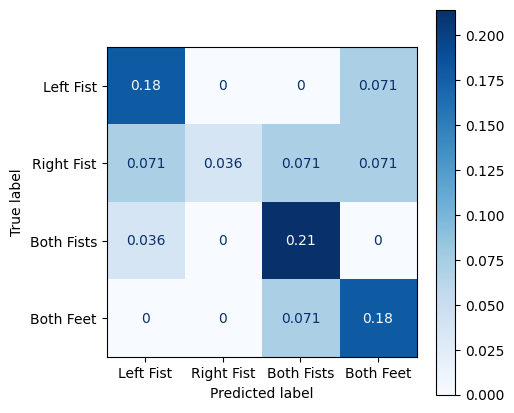 0.200
0.175
0.150
0.125
0.100
0.075
0.050
0.025
0.000
True label
Left Fist 0.18 0 0 0.071
Right Fist 0.071 0.036 0.071 0.071
Both Fists 0.036 0 0.21 0
Both Feet 0 0 0.071 0.18
Left Fist Right Fist Both Fists Both Feet
Predicted label